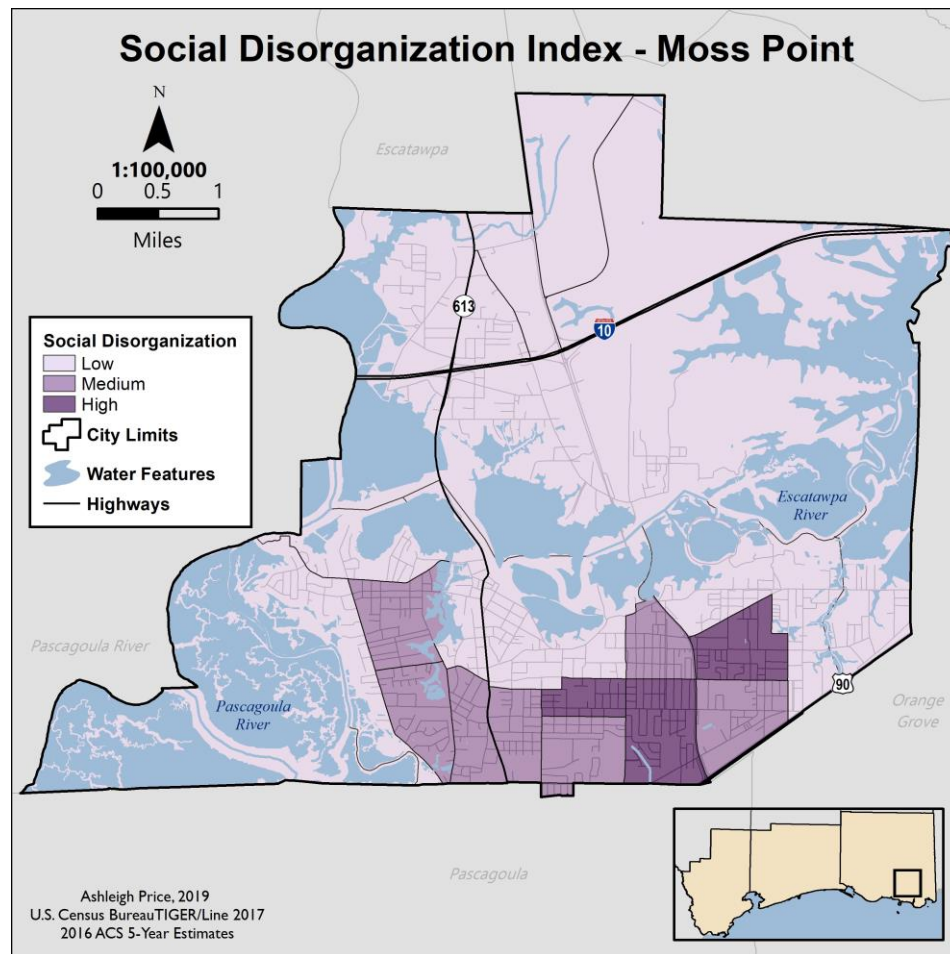 Social Disorganization Index - Moss Point
N
1:100,000
0 0.5 1
Miles
Escatawpa
613
10
Social Disorganization
Low
Medium
High
City Limits
Water Features
Highways
Escatawpa
River
Pascagoula River
Pascagoula
River
90
Orange
Grove
Pascagoula
Ashleigh Price, 2019
U.S. Census BureauTIGER/Line 2017
2016 ACS 5-Year Estimates